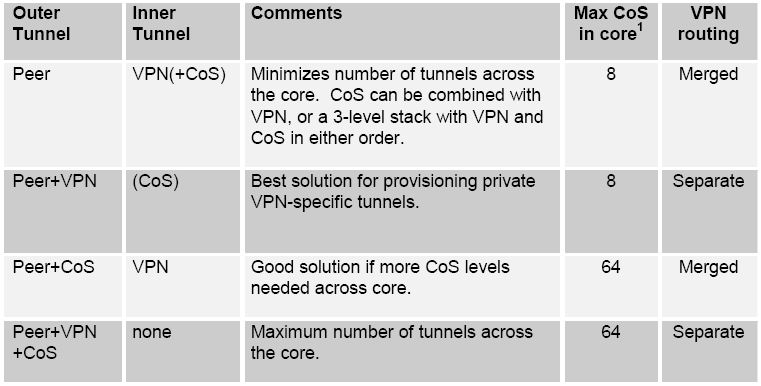 Outer Tunnel Inner Tunnel Comments Max CoS in core1 VPN routing
Peer VPN(+CoS) Minimizes number of tunnels across 8 Merged
the core. CoS can be combined with
VPN, or a 3-level stack with VPN and
CoS in either order.
Peer+VPN (CoS) Best solution for provisioning private 8 Separate
VPN-specific tunnels.
Peer+CoS VPN Good solution if more CoS levels 64 Merged
needed across core.
Peer+VPN none Maximum number of tunnels across 64 Separate
+CoS the core.